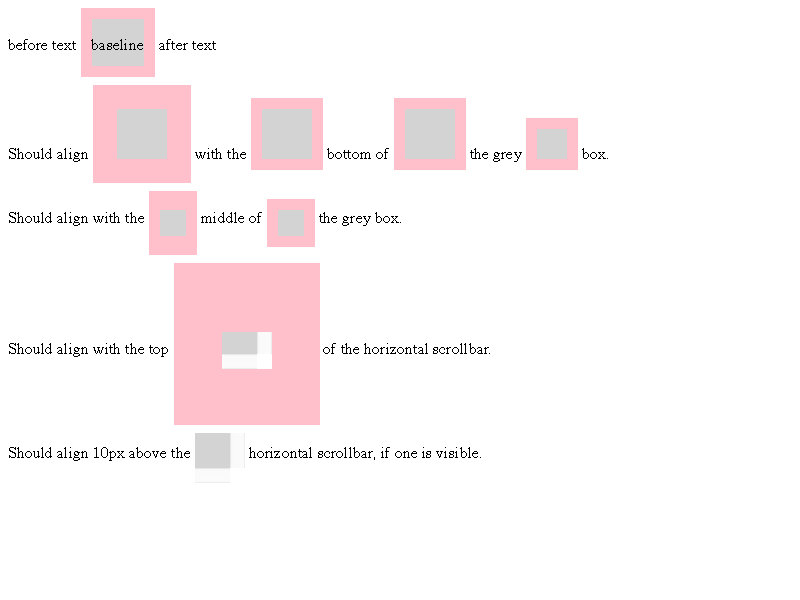 before text baseline after text
Should align with the bottom of the grey box.
Should align with the middle of the grey box.
Should align with the top of the horizontal scrollbar.
Should align 10px above the horizontal scrollbar, if one is visible.